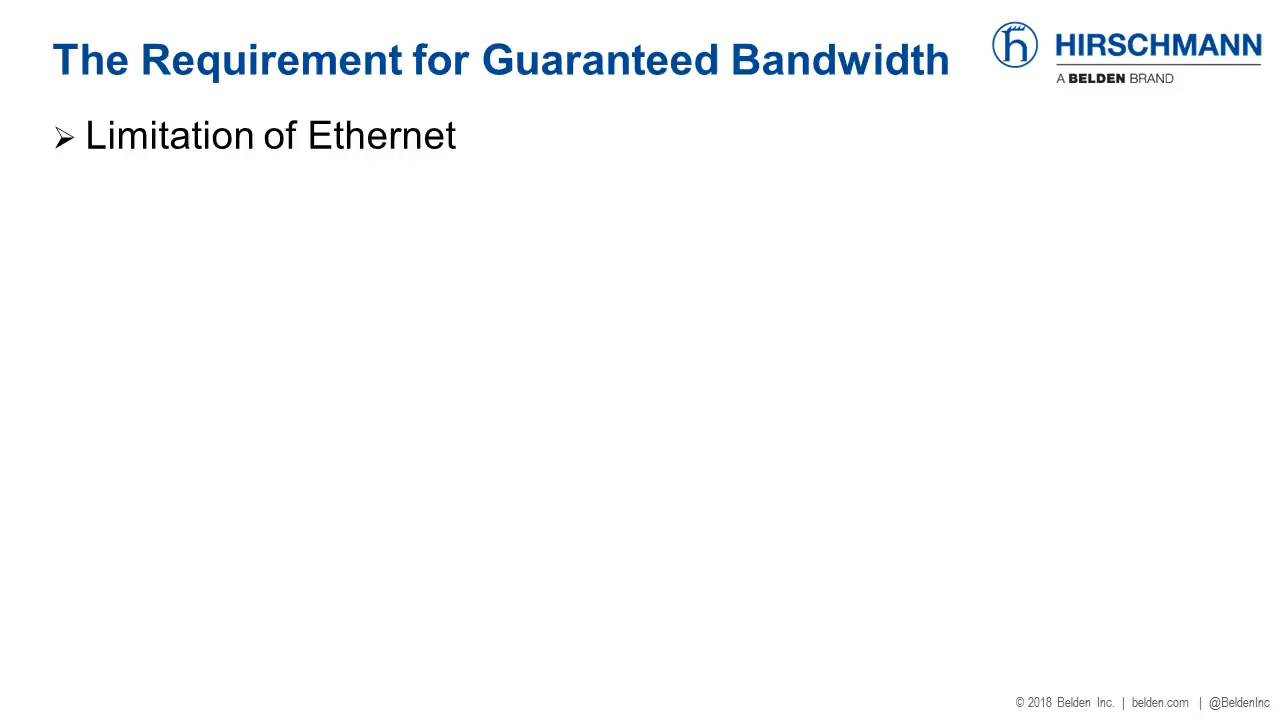 The Requirement for Guaranteed Bandwidth
HIRSCHMANN
A BELDEN BRAND
➢ Limitation of Ethernet
© 2018 Belden Inc. | belden.com | @BeldenInc